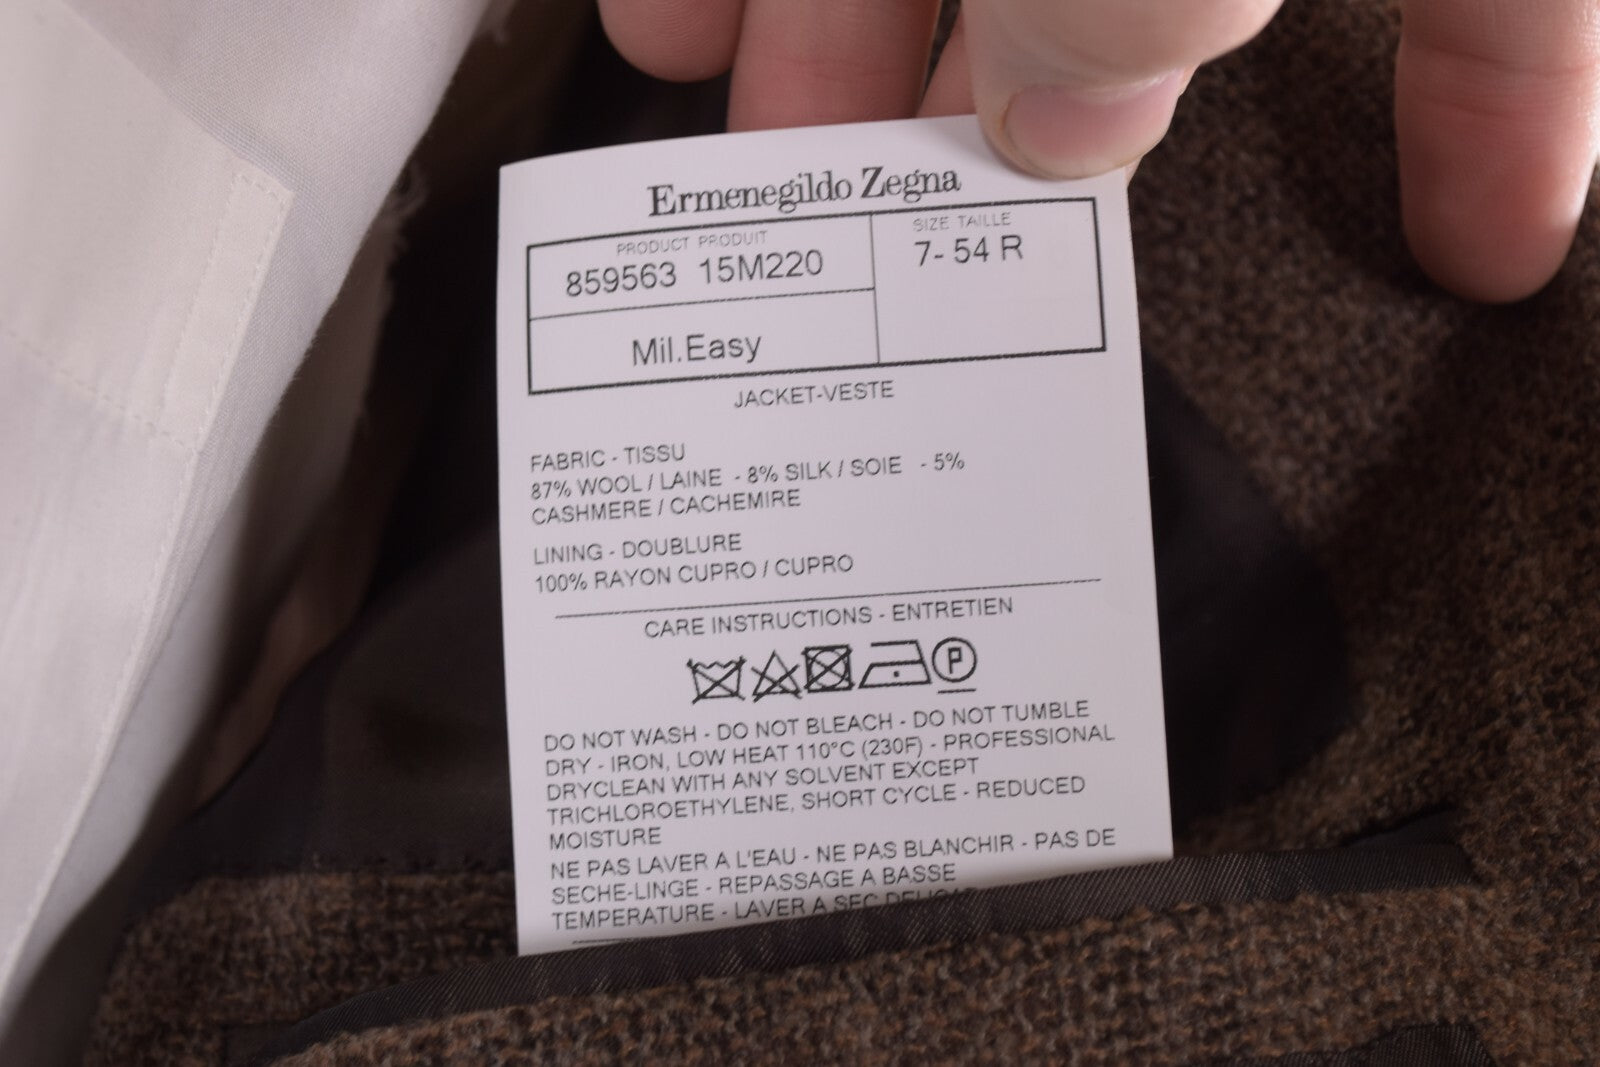 Ermenegildo Zegna
PRODUCT PRODUIT
859563 15M220
SIZE TAILLE
7- 54 R
Mil.Easy
JACKET-VESTE
FABRIC - TISSU
87% WOOL / LAINE - 8% SILK / SOIE - 5%
CASHMERE / CACHEMIRE
LINING - DOUBLURE
100% RAYON CUPRO / CUPRO
CARE INSTRUCTIONS - ENTRETIEN
P
DO NOT WASH - DO NOT BLEACH - DO NOT TUMBLE
DRY - IRON, LOW HEAT 110°C (230F) - PROFESSIONAL
DRYCLEAN WITH ANY SOLVENT EXCEPT
TRICHLOROETHYLENE, SHORT CYCLE - REDUCED
MOISTURE
NE PAS LAVER A L'EAU - NE PAS BLANCHIR - PAS DE
SECHE-LINGE - REPASSAGE A BASSE
TEMPERATURE - LAVER A SEC